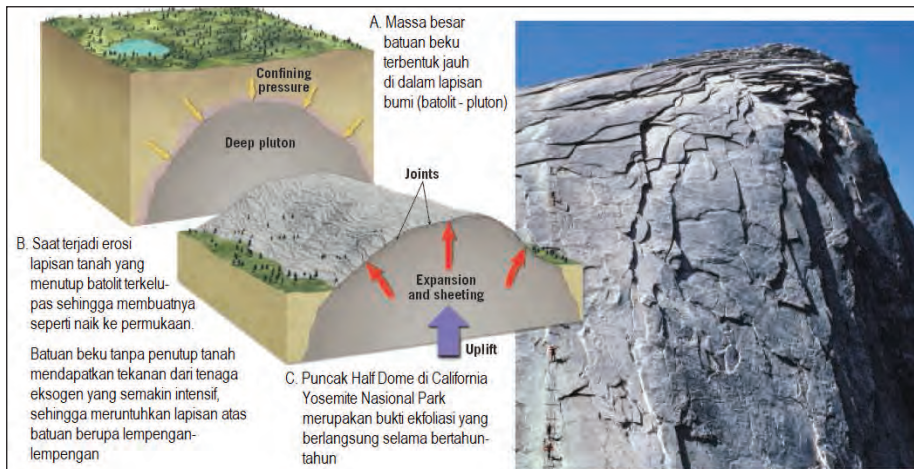 A. Massa besar
batuan beku
terbentuk jauh
di dalam lapisan
bumi (batolit - pluton)
Confining
pressure
Deep pluton
Joints
Expansion
and sheeting
Uplift
B. Saat terjadi erosi
lapisan tanah yang
menutup batolit terkelu-
pas sehingga membuatnya
seperti naik ke permukaan.
Batuan beku tanpa penutup tanah
mendapatkan tekanan dari tenaga
eksogen yang semakin intensif,
sehingga meruntuhkan lapisan atas
batuan berupa lempengan-
lempengan
C. Puncak Half Dome di California
Yosemite Nasional Park
merupakan bukti ekfoliasi yang
berlangsung selama bertahun-
tahun